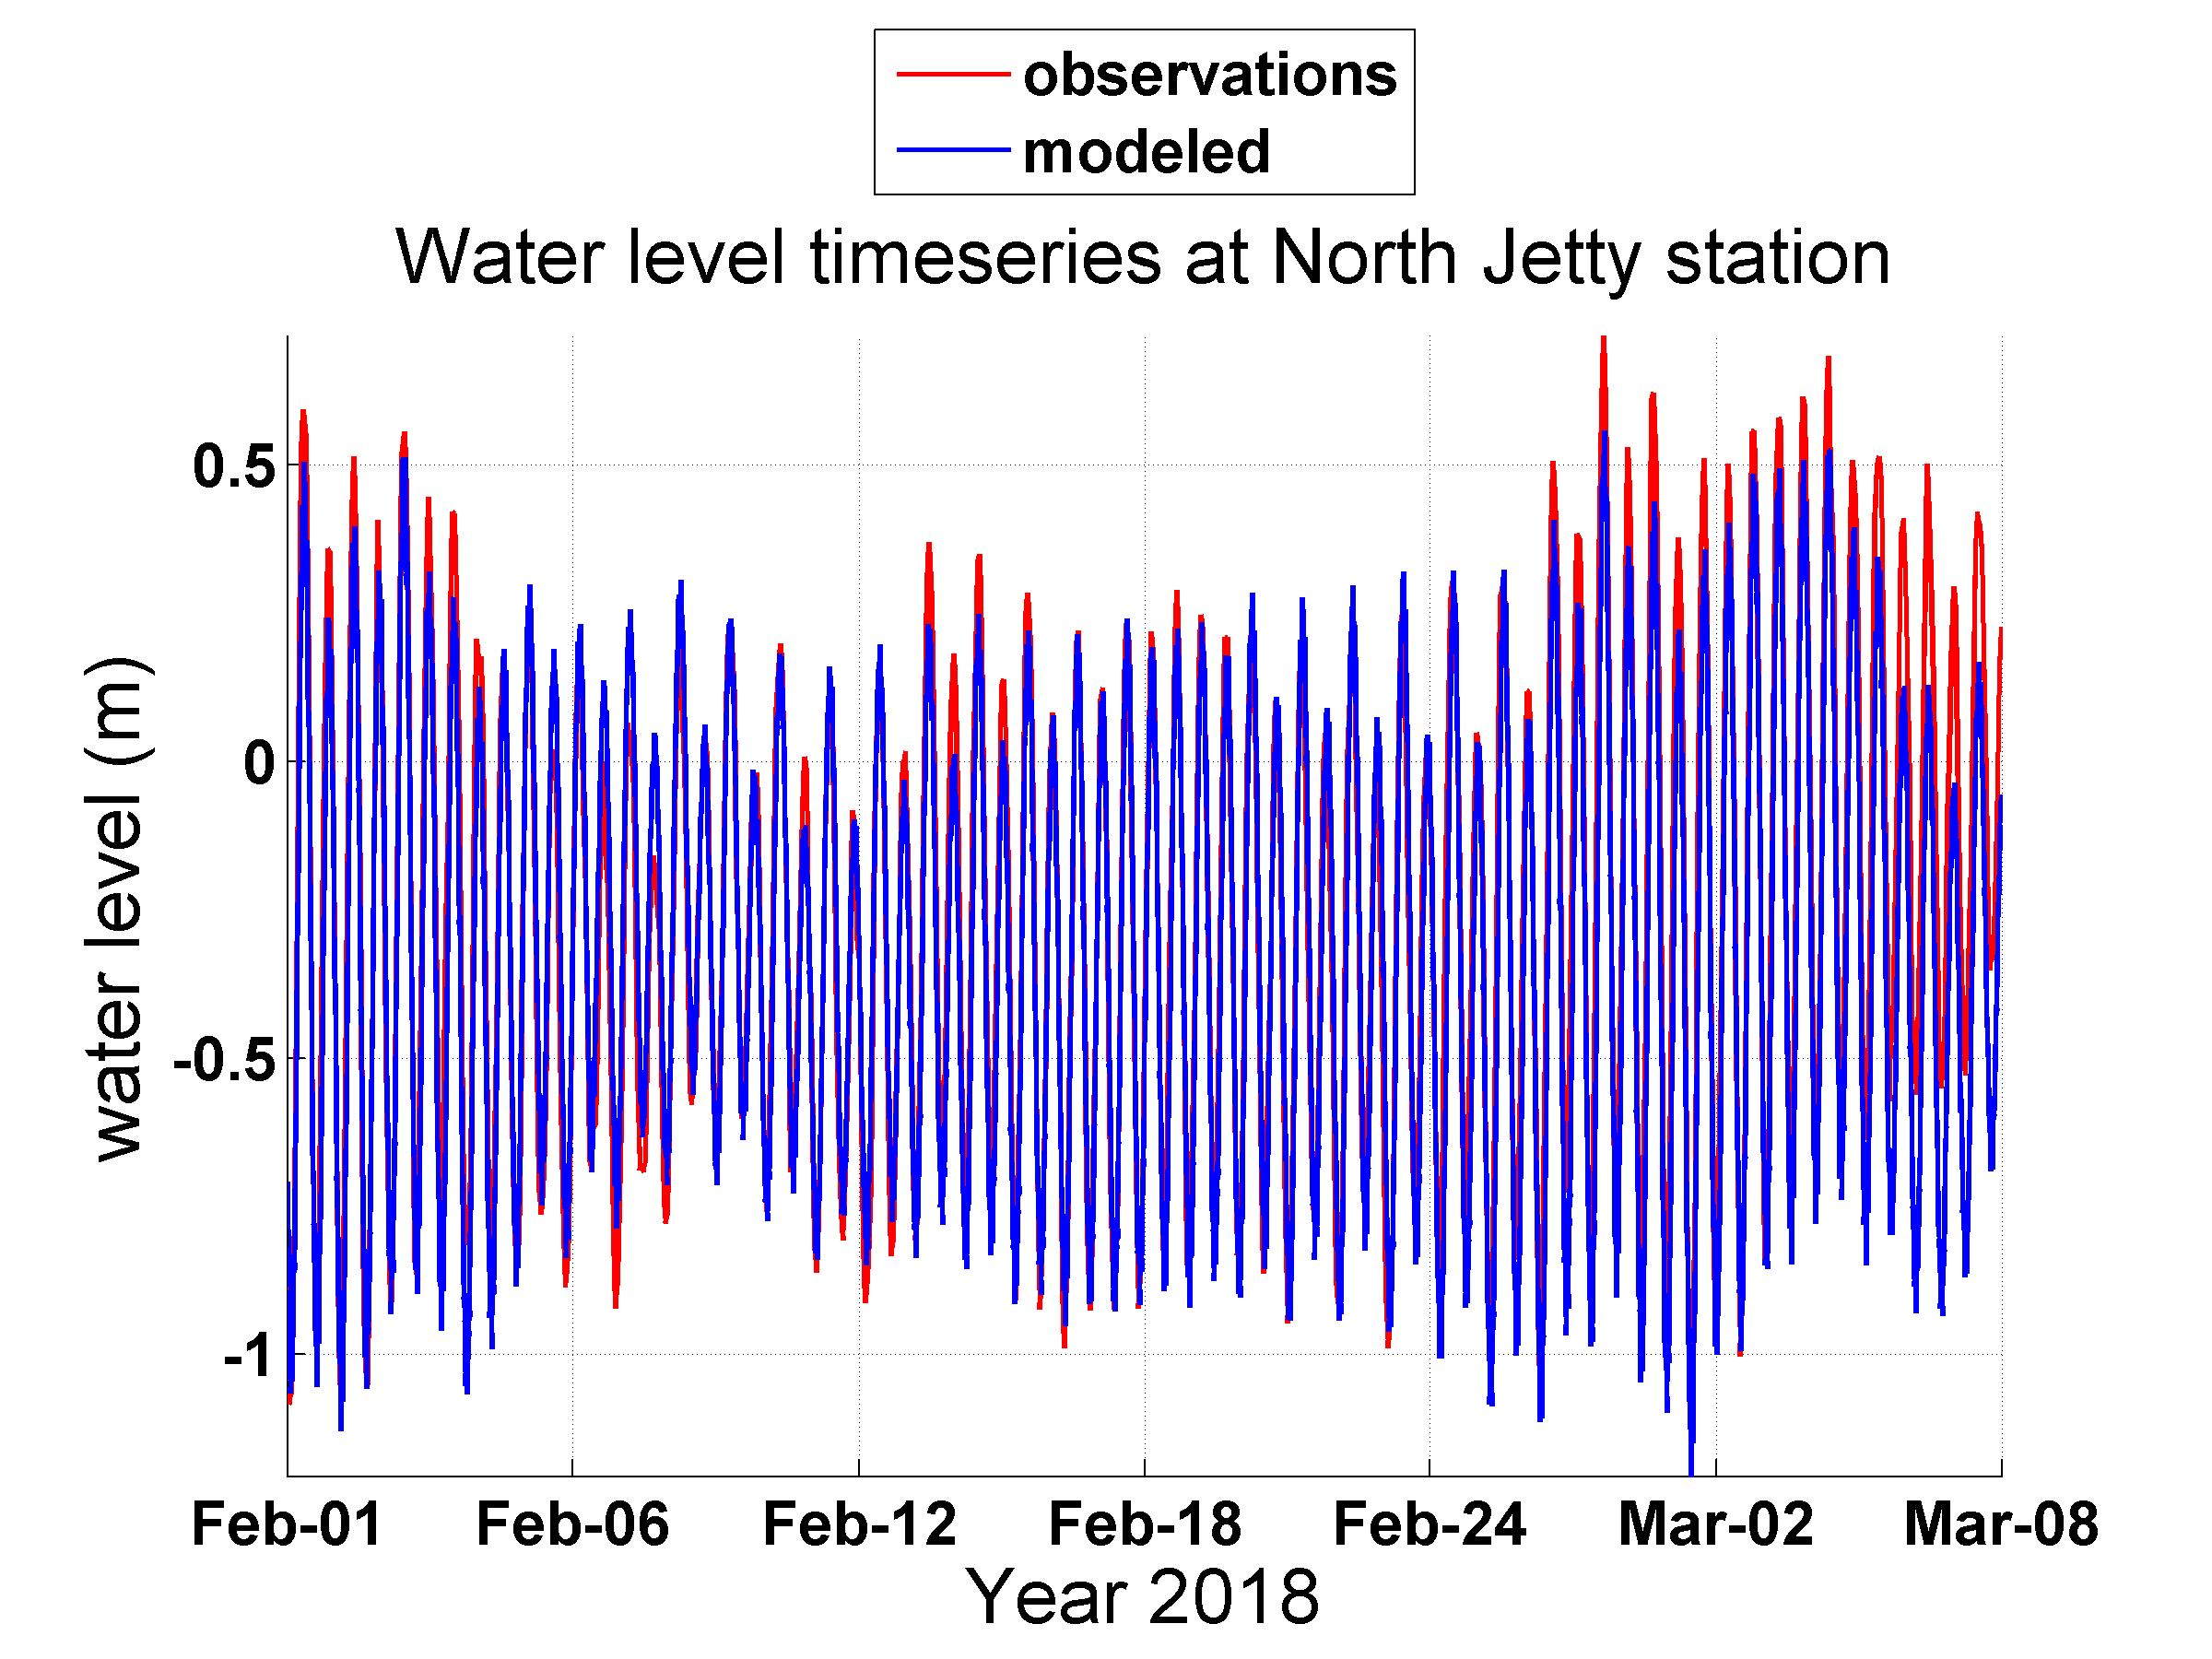 observations
modeled
Water level timeseries at North Jetty station
water level (m)
0.5
0
-0.5
-1
Feb-01 Feb-06 Feb-12 Feb-18 Feb-24 Mar-02 Mar-08
Year 2018